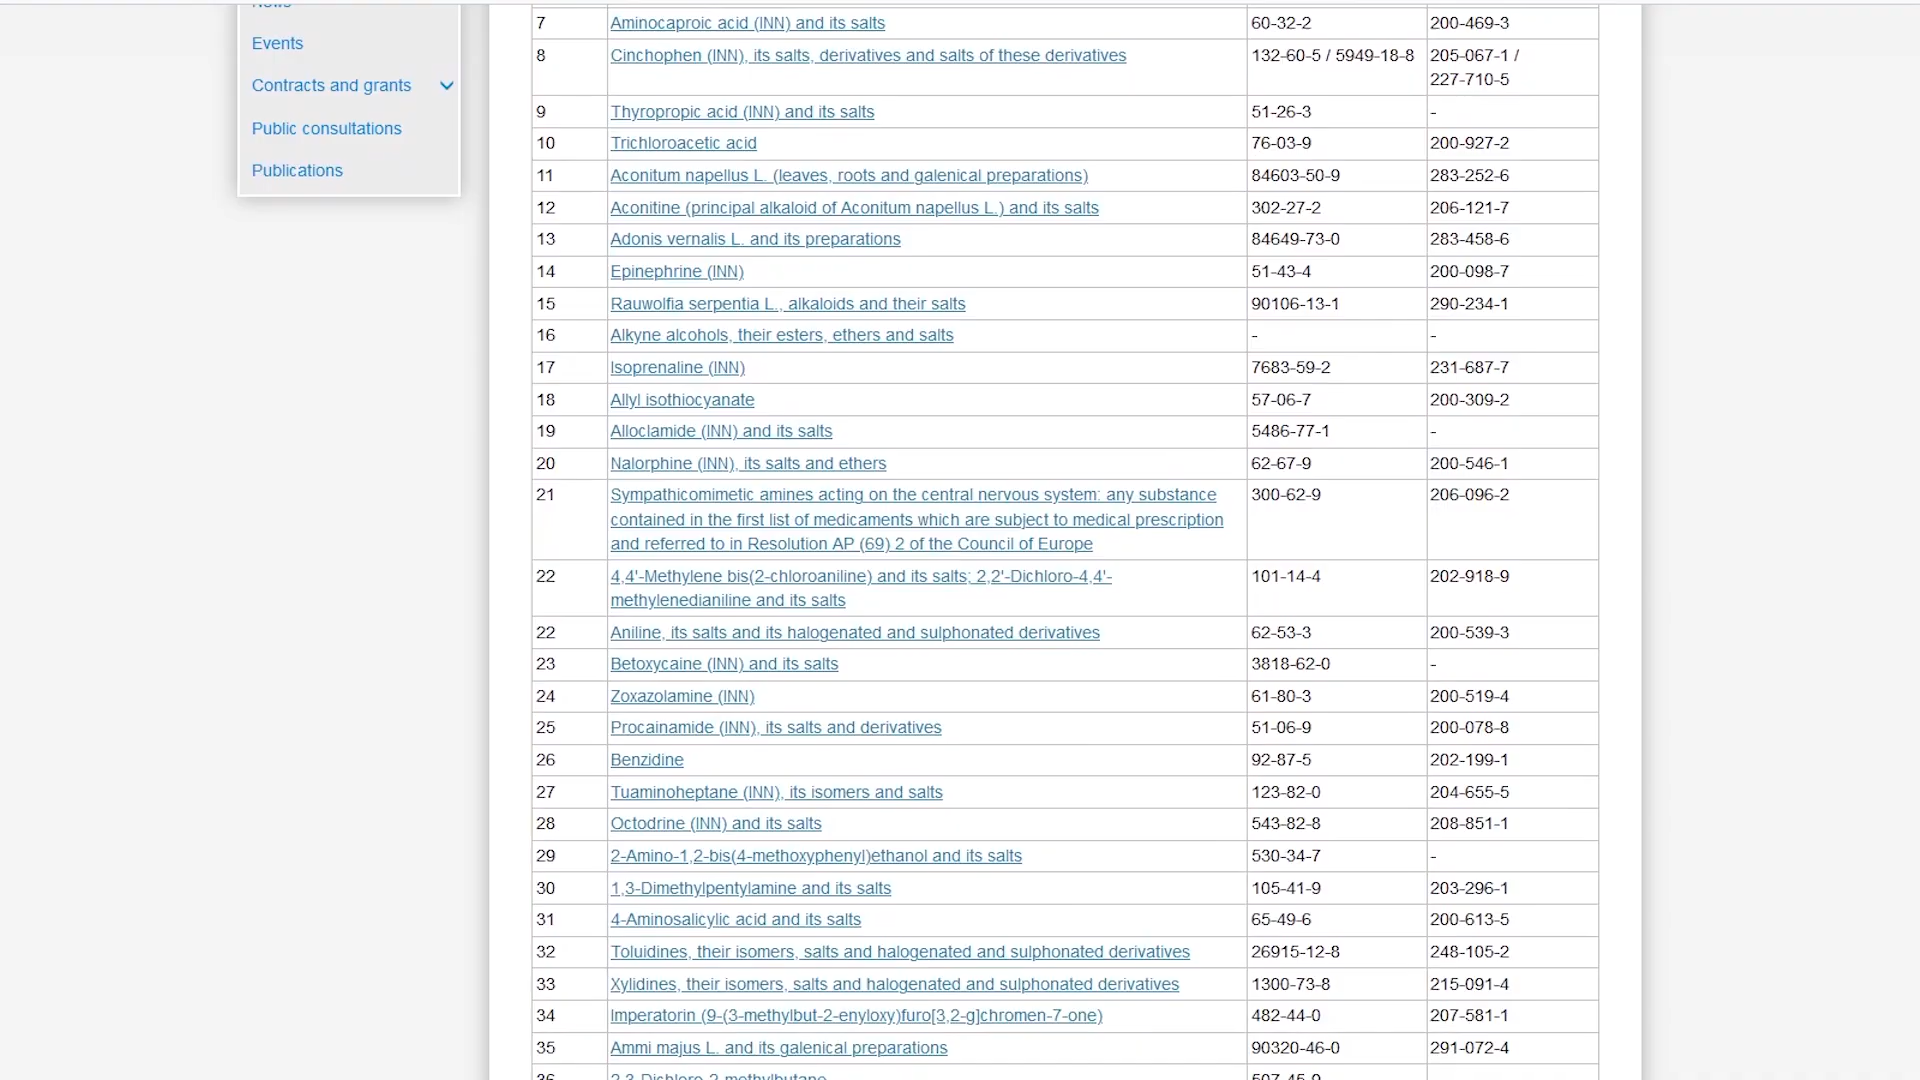 News
Events
Contracts and grants
Public consultations
Publications
7 Aminocaproic acid (INN) and its salts 60-32-2 200-469-3
8 Cinchophen (INN), its salts, derivatives and salts of these derivatives 132-60-5 / 5949-18-8 205-067-1 /
227-710-5
9 Thyropropic acid (INN) and its salts 51-26-3 -
10 Trichloroacetic acid 76-03-9 200-927-2
11 Aconitum napellus L. (leaves, roots and galenical preparations) 84603-50-9 283-252-6
12 Aconitine (principal alkaloid of Aconitum napellus L.) and its salts 302-27-2 206-121-7
13 Adonis vernalis L. and its preparations 84649-73-0 283-458-6
14 Epinephrine (INN) 51-43-4 200-098-7
15 Rauwolfia serpentia L., alkaloids and their salts 90106-13-1 290-234-1
16 Alkyne alcohols, their esters, ethers and salts - -
17 Isoprenaline (INN) 7683-59-2 231-687-7
18 Allyl isothiocyanate 57-06-7 200-309-2
19 Alloclamide (INN) and its salts 5486-77-1 -
20 Nalorphine (INN), its salts and ethers 62-67-9 200-546-1
21 Sympathicomimetic amines acting on the central nervous system: any substance 300-62-9 206-096-2
contained in the first list of medicaments which are subject to medical prescription
and referred to in Resolution AP (69) 2 of the Council of Europe
22 4,4'-Methylene bis(2-chloroaniline) and its salts; 2,2'-Dichloro-4,4'- 101-14-4 202-918-9
methylenedianiline and its salts
22 Aniline, its salts and its halogenated and sulphonated derivatives 62-53-3 200-539-3
23 Betoxycaine (INN) and its salts 3818-62-0 -
24 Zoxazolamine (INN) 61-80-3 200-519-4
25 Procainamide (INN), its salts and derivatives 51-06-9 200-078-8
26 Benzidine 92-87-5 202-199-1
27 Tuaminoheptane (INN), its isomers and salts 123-82-0 204-655-5
28 Octodrine (INN) and its salts 543-82-8 208-851-1
29 2-Amino-1,2-bis(4-methoxyphenyl)ethanol and its salts 530-34-7 -
30 1,3-Dimethylpentylamine and its salts 105-41-9 203-296-1
31 4-Aminosalicylic acid and its salts 65-49-6 200-613-5
32 Toluidines, their isomers, salts and halogenated and sulphonated derivatives 26915-12-8 248-105-2
33 Xylidines, their isomers, salts and halogenated and sulphonated derivatives 1300-73-8 215-091-4
34 Imperatorin (9-(3-methylbut-2-enyloxy)furo[3,2-g]chromen-7-one) 482-44-0 207-581-1
35 Ammi majus L. and its galenical preparations 90320-46-0 291-072-4
36 2,3-Dichloro-2-methylbutane 507-45-9